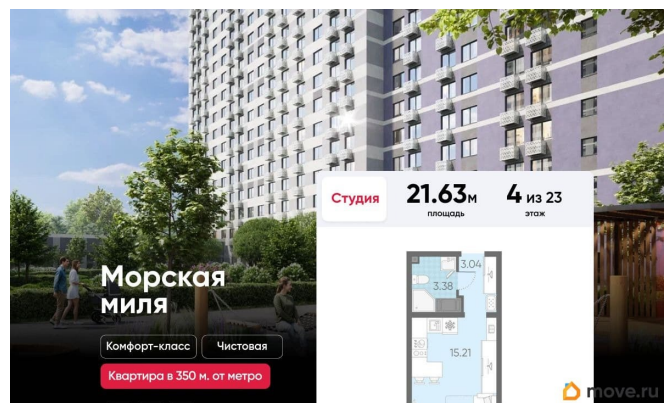 Студия
21.63м
площадь
4 из 23
этаж
3.04
3.38
15.21
Морская
миля
Комфорт-класс
Чистовая
Квартира в 350 м. от метро
move.ru